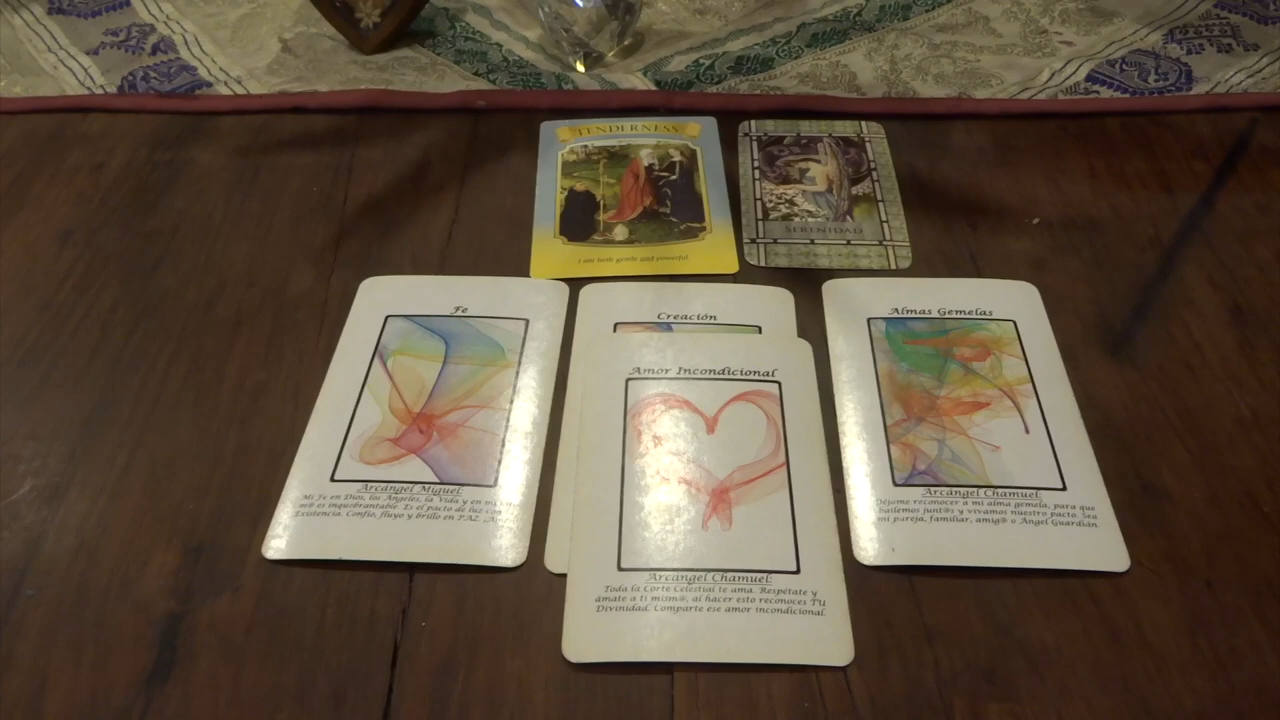 TENDERNESS
I am both gentle and powerful.
SERENIDAD
Fe
Arcángel Miguel:
Mi Fe en Dios, los Ángeles, la Vida y en mi
m@ es inquebrantable. Es el pacto de luz con
Existencia. Confío, fluyo y brillo en PAZ.
Creación
Amor Incondicional
Arcángel Chamuel:
Toda la Corte Celestial te ama. Respétate y
ámate a ti mism@, al hacer esto reconoces TU
Divinidad. Comparte ese amor incondicional.
Almas Gemelas
Arcángel Chamuel:
Déjame reconocer a mi alma gemela, para que
bailemos junt@s y vivamos nuestro pacto. Sea
mi pareja, familiar, amig@ o Ángel Guardián.